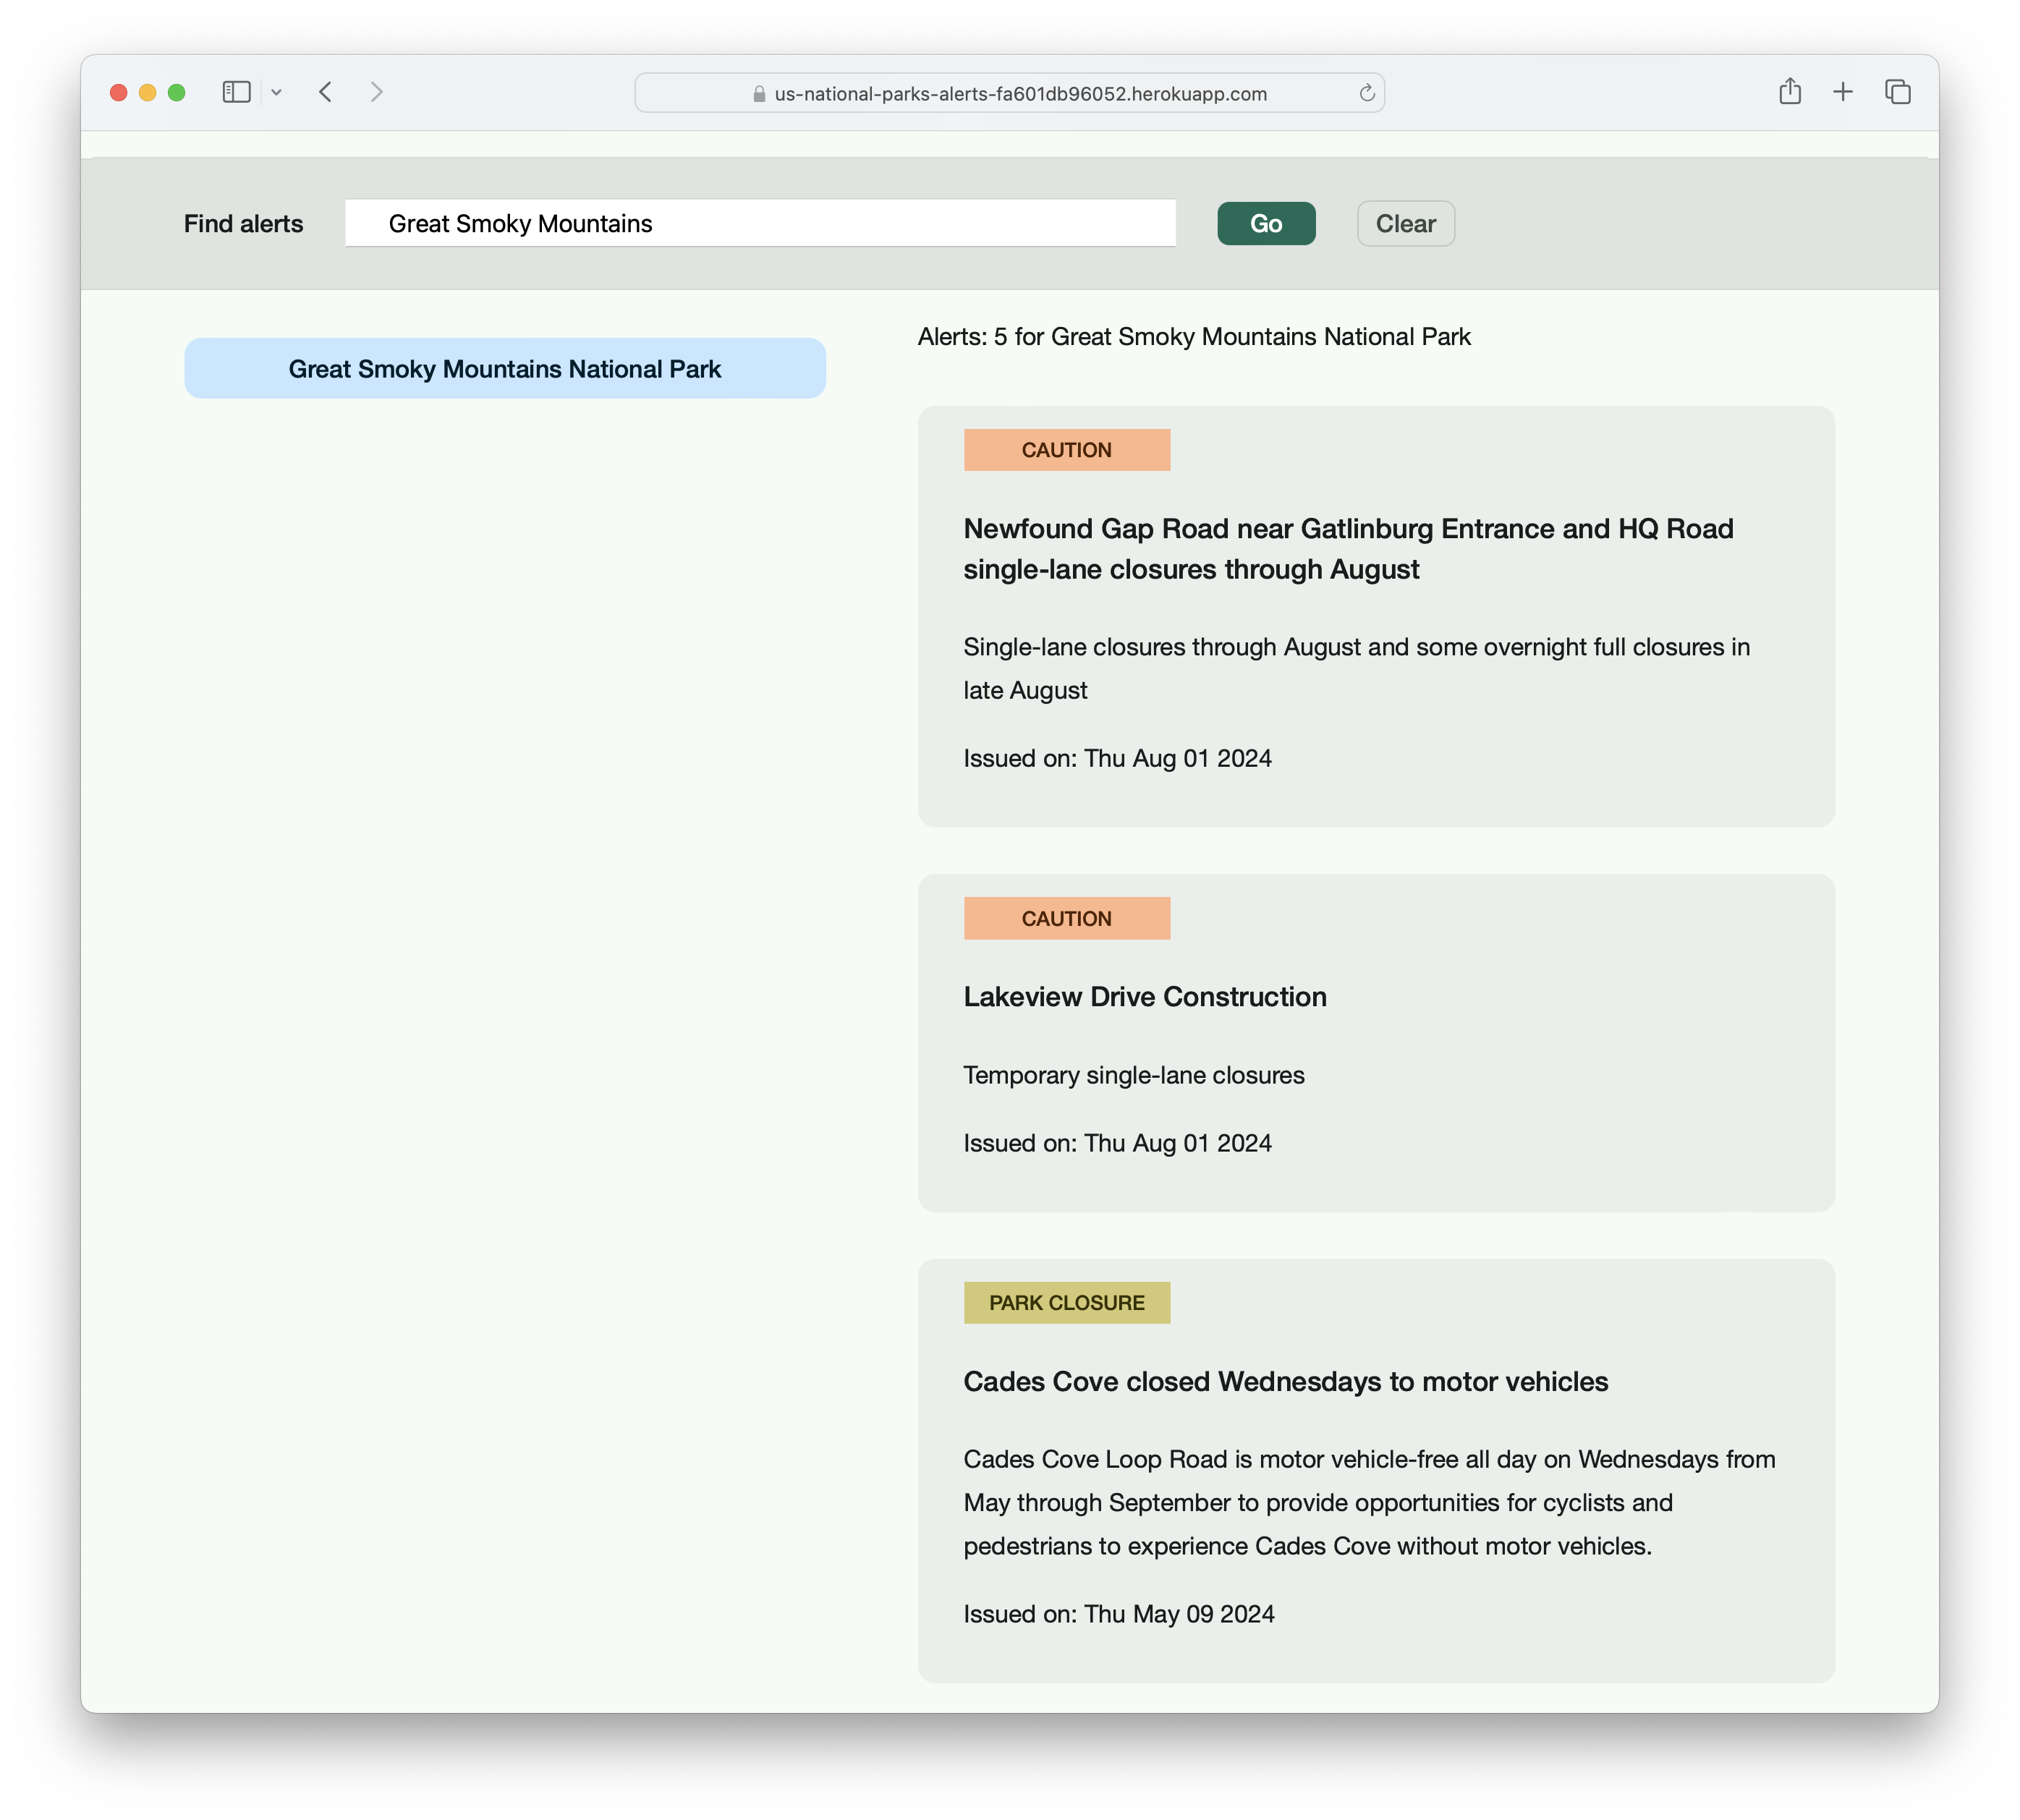 us-national-parks-alerts-fa601db96052.herokuapp.com
Find alerts
Great Smoky Mountains
Go
Clear
Great Smoky Mountains National Park
Alerts: 5 for Great Smoky Mountains National Park
CAUTION
Newfound Gap Road near Gatlinburg Entrance and HQ Road
single-lane closures through August
Single-lane closures through August and some overnight full closures in
late August
Issued on: Thu Aug 01 2024
CAUTION
Lakeview Drive Construction
Temporary single-lane closures
Issued on: Thu Aug 01 2024
PARK CLOSURE
Cades Cove closed Wednesdays to motor vehicles
Cades Cove Loop Road is motor vehicle-free all day on Wednesdays from
May through September to provide opportunities for cyclists and
pedestrians to experience Cades Cove without motor vehicles.
Issued on: Thu May 09 2024